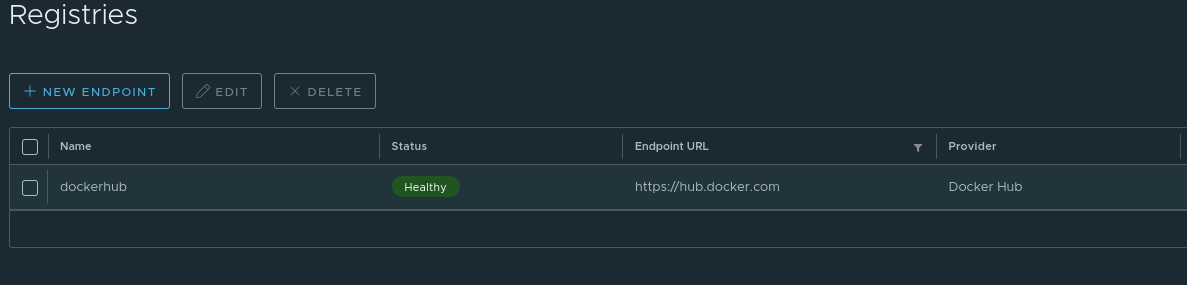 Registries
NEW ENDPOINT EDIT DELETE
Name Status Endpoint URL Provider
dockerhub Healthy https://hub.docker.com Docker Hub